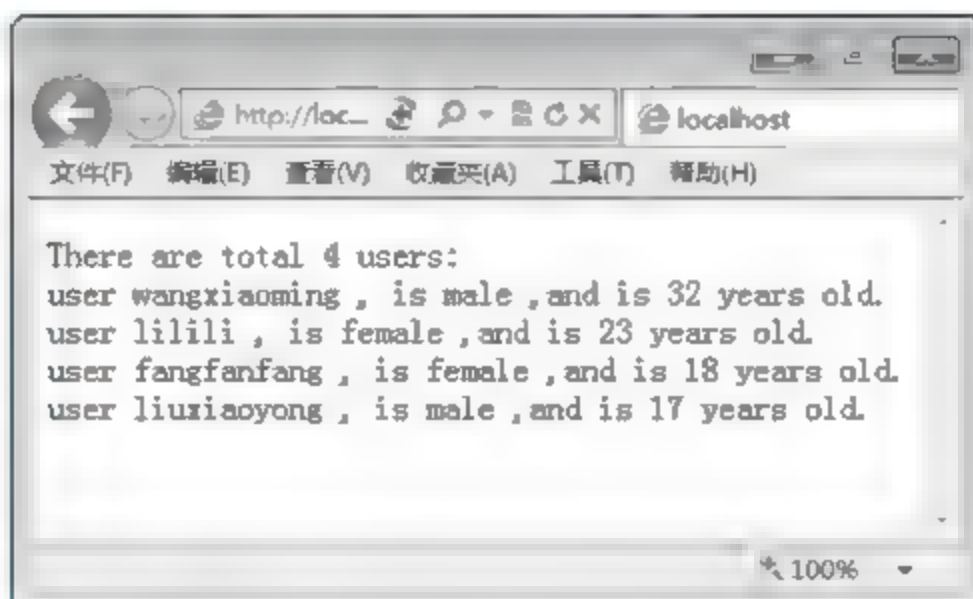 http://loc... localhost
文件(F) 编辑(E) 查看(V) 收藏夹(A) 工具(T) 帮助(H)
There are total 4 users:
user wangxiaoming , is male ,and is 32 years old.
user lilili , is female ,and is 23 years old.
user fangfanfang , is female ,and is 18 years old.
user liuxiaoyong , is male ,and is 17 years old.
100%